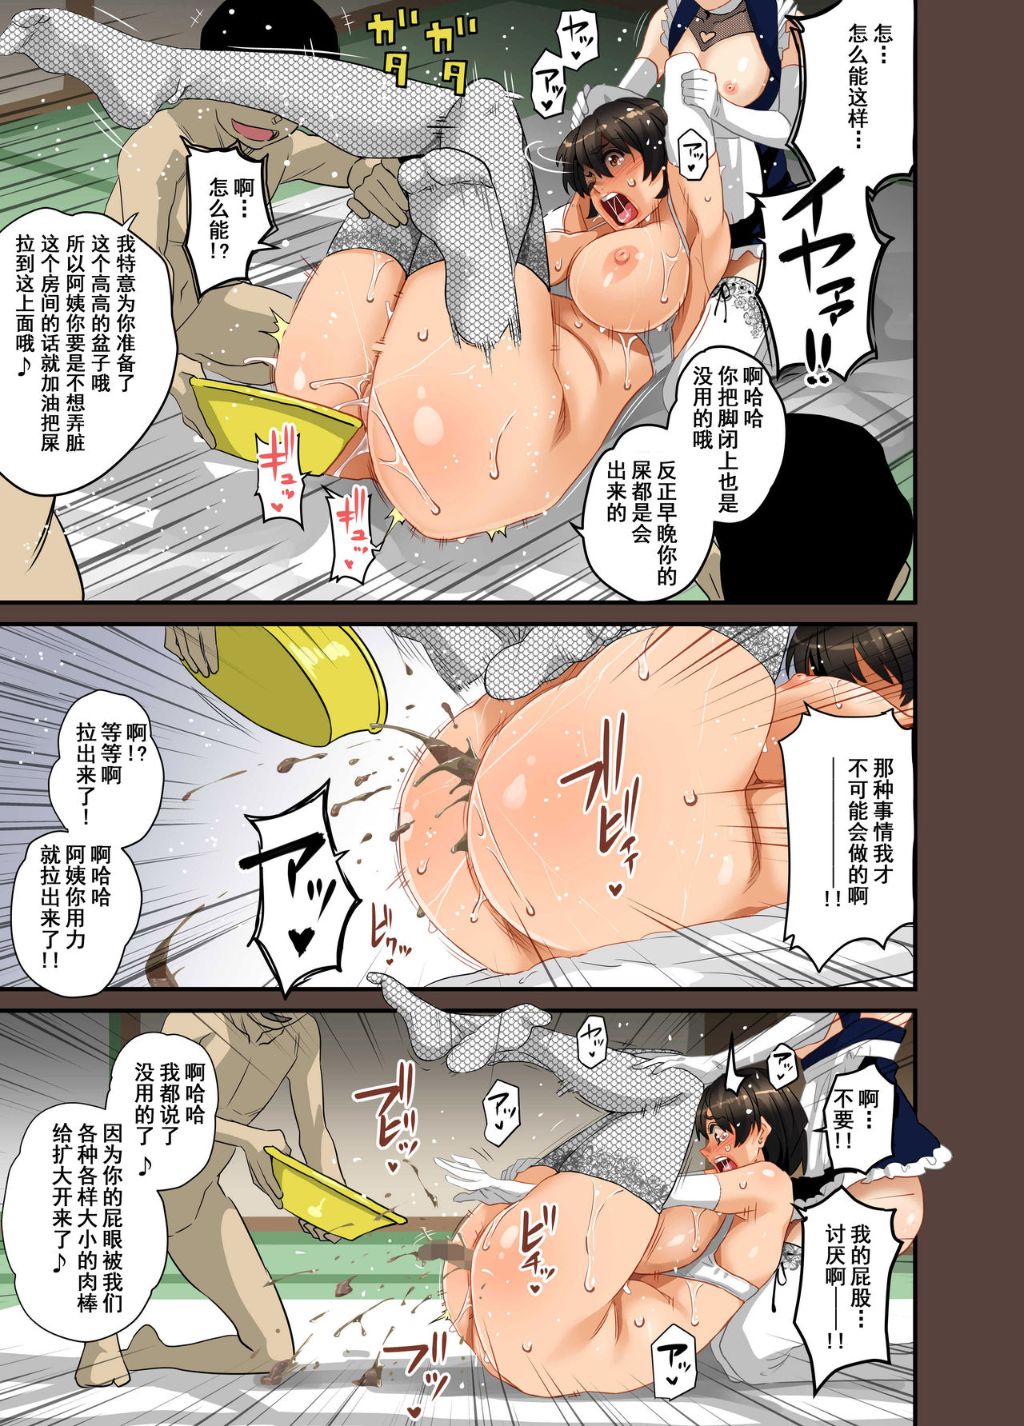 怎…
怎么能这样…
イヤァァ!!
ヤッ
アッ
アッ
ガタ
ガタ
啊…
怎么能!?
我特意为你准备了
这个高高的盆子哦
所以阿姨你要是不想弄脏
这个房间的话就加油把屎
拉到这上面哦♪
啊哈哈
你把脚闭上也是
没用的哦
反正早晚你的
屎都是会
出来的
ギュッ
ギュッ
那种事情我才
不可能会做的啊
━━━!!
ブビ
ビチィ
アッ
ビヂュッ
啊!?
等等啊
拉出来了!
啊哈哈
阿姨你用力
就拉出来了!!
啊…
不要!!
我的屁股…
讨厌啊━━!!
ヤッ
アッ
アッ
アッ
ブビッ
ビチッ
ブビッ
啊哈哈
我都说了
没用的了♪
因为你的屁眼被我们
各种各样大小的肉棒
给扩大开来了♪